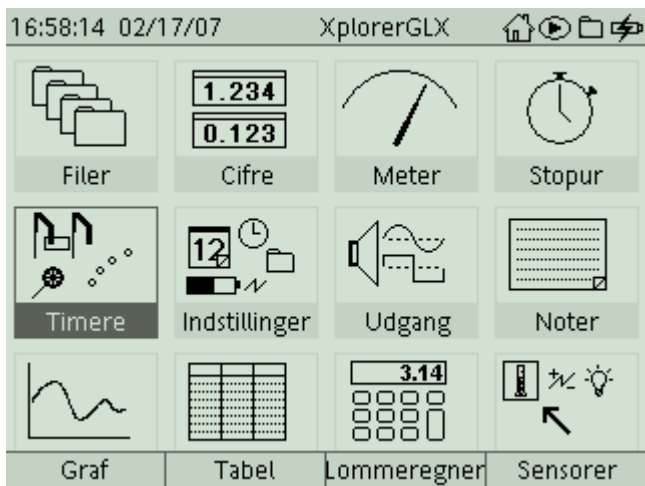 16:58:14 02/17/07 XplorerGLX
1.234
0.123
Filer Cifre Meter Stopur
12
Timere Indstillinger Udgang Noter
3.14
Graf Tabel Lommeregner Sensorer